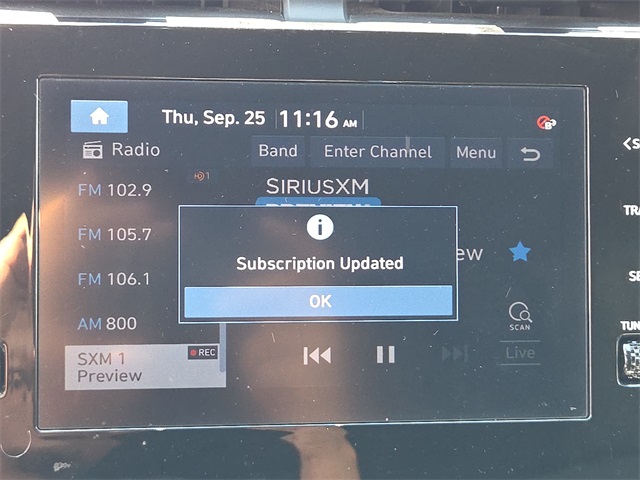 Thu, Sep. 25 11:16 AM
Radio Band Enter Channel Menu
FM 102.9
1
SIRIUSXM
FM 105.7
Subscription Updated
FM 106.1
OK
AM 800
SCAN
SXM 1 REC
Preview
Live